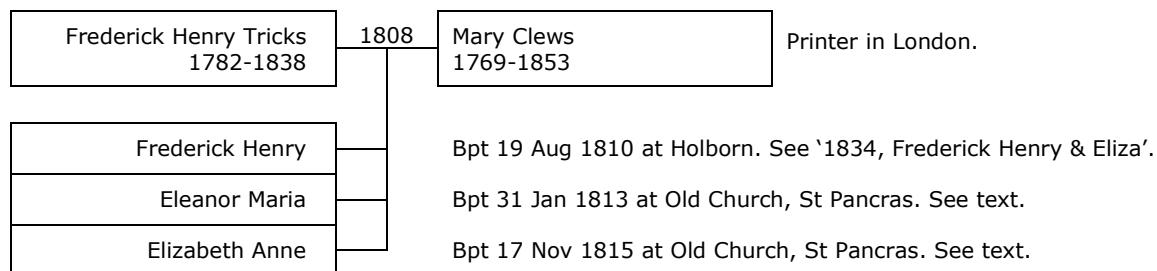 Frederick Henry Tricks 1808 Mary Clews Printer in London.
1782-1838 1769-1853
Frederick Henry Bpt 19 Aug 1810 at Holborn. See ‘1834, Frederick Henry & Eliza’.
Eleanor Maria Bpt 31 Jan 1813 at Old Church, St Pancras. See text.
Elizabeth Anne Bpt 17 Nov 1815 at Old Church, St Pancras. See text.